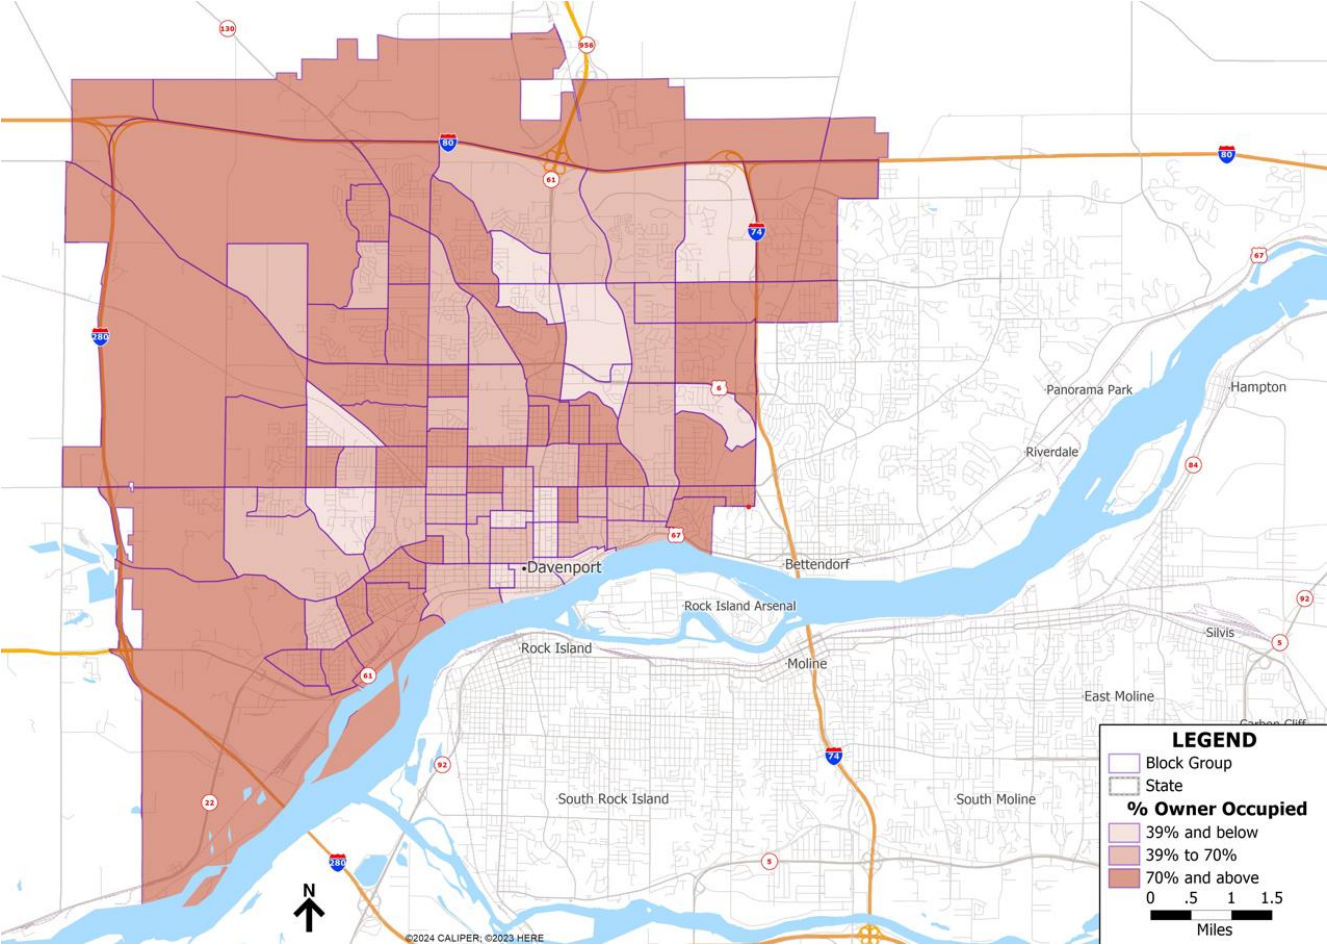 130
956
80
80
61
74
67
280
6
Panorama Park
Hampton
Riverdale
84
67
Davenport
Bettendorf
Rock Island Arsenal
92
Silvis
5
Rock Island
Moline
61
East Moline
Carbon Cliff
92
74
22
South Rock Island
South Moline
5
280
N
©2024 CALIPER; ©2023 HERE
LEGEND
Block Group
State
% Owner Occupied
39% and below
39% to 70%
70% and above
0 .5 1 1.5
Miles